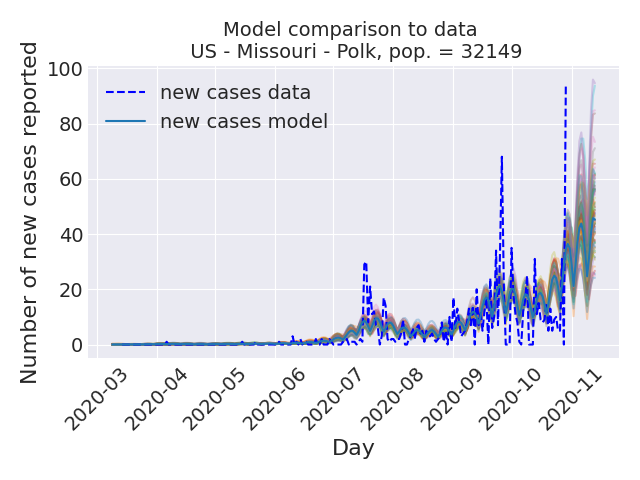 Model comparison to data
US - Missouri - Polk, pop. = 32149
Number of new cases reported
100
80
60
40
20
0
new cases data
new cases model
2020-03
2020-04
2020-05
2020-06
2020-07
2020-08
2020-09
2020-10
2020-11
Day